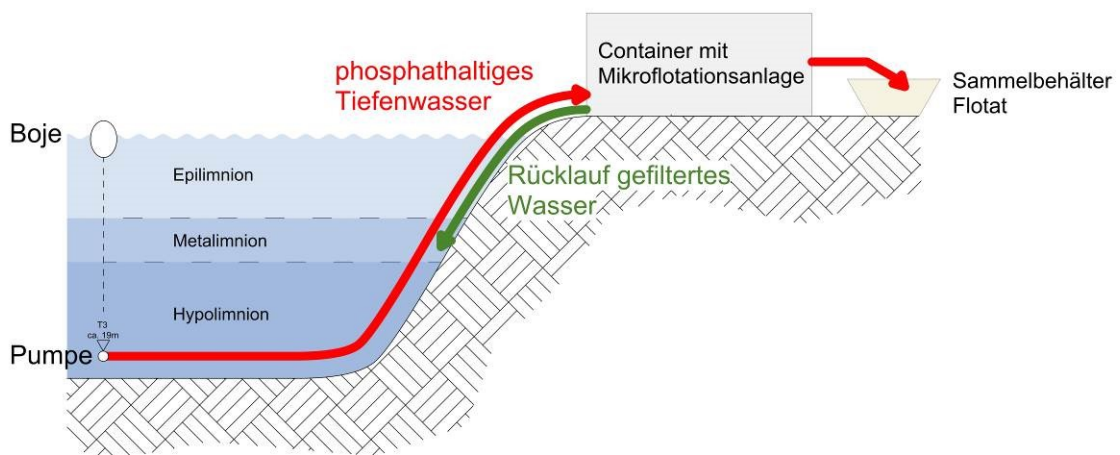 Container mit
Mikroflotationsanlage
phosphathaltiges
Tiefenwasser
Sammelbehälter
Flotat
Boje
Epilimnion
Rücklauf gefiltertes
Wasser
Metalimnion
Hypolimnion
T3
ca. 19m
Pumpe